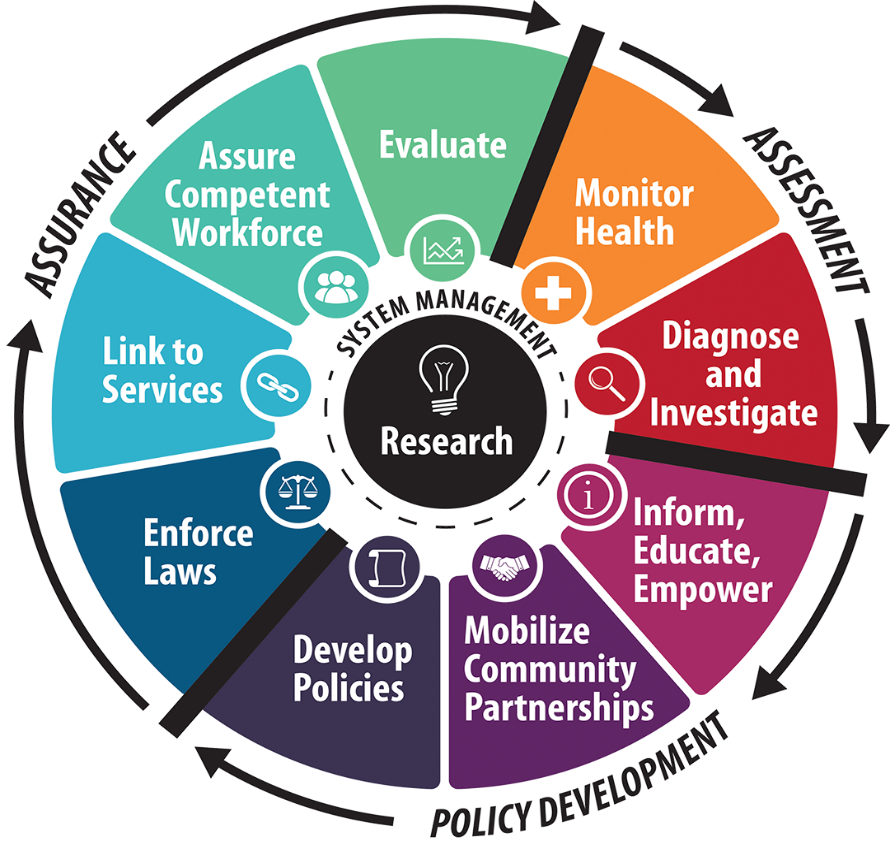 ASSURANCE
ASSESSMENT
POLICY DEVELOPMENT
Evaluate
Monitor
Health
Diagnose
and
Investigate
Inform,
Educate,
Empower
Mobilize
Community
Partnerships
Develop
Policies
Enforce
Laws
Link to
Services
Assure
Competent
Workforce
SYSTEM MANAGEMENT
Research
i